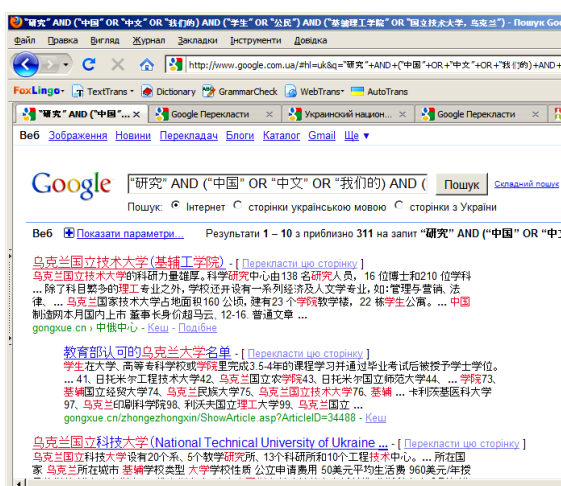 "研究" AND ("中国" OR "中文" OR "我们的) AND ("学生" OR "公民") AND ("基辅理工学院" OR "国立技术大学, 乌克兰") - Пошук Goo
Файл Правка Вигляд Журнал Закладки Інструменти Довідка
http://www.google.com.ua/#hl=uk&q="研究"+AND+("中国"+OR+"中文"+OR+"我们的)+AND+
FoxLingo TextTrans Dictionary GrammarCheck WebTrans AutoTrans
"研究" AND ("中国"... Google Перекласти Украинский национ... Google Перекласти
Веб Зображення Новини Перекладач Блоги Каталог Gmail Ще ▼
Google "研究" AND ("中国" OR "中文" OR "我们的) AND ( Пошук Складний пошук
Пошук: Інтернет сторінки українською мовою сторінки з України
Веб Показати параметри... Результати 1 – 10 з приблизно 311 на запит "研究" AND ("中国" OR "中文
乌克兰国立技术大学(基辅工学院) - [ Перекласти цю сторінку ]
乌克兰国立技术大学的科研力量雄厚。科学研究中心由138 名研究人员， 16 位博士和210 位学科
... 除了科目繁多的理工专业之外，学校还开设有一系列经济及人文学专业，如:管理与营销、法
律、 ... 乌克兰国家技术大学占地面积160 公顷，建有23 个学院教学楼， 22 栋学生公寓。 ... 中国
制造网本月国内上市 董事长身价超马云. 12-16. 普通文章 ...
gongxue.cn › 中俄中心 - Кеш - Подібне
教育部认可的乌克兰大学名单 - [ Перекласти цю сторінку ]
学生在大学、高等专科学校或学院里完成3.5-4年的课程学习并通过毕业考试后被授予学士学位。
... 41、日托米尔工程技术大学42、乌克兰国立农学院43、日托米尔国立师范大学44、 ... 学院73、
基辅国立经贸大学74、乌克兰民族大学75、乌克兰国立技术大学76、基辅 ... 卡利茨基医科大学
97、乌克兰印刷科学院98、利沃夫国立理工大学99、乌克兰国立 ...
gongxue.cn/zhongezhongxin/ShowArticle.asp?ArticleID=34488 - Кеш
乌克兰国立科技大学(National Technical University of Ukraine ... - [ Перекласти цю сторінку ]
乌克兰国立科技大学设有20个系、5个教学研究所、13个科研所和10个工程技术中心。 ... 所在国
家 乌克兰所在城市 基辅学校类型 大学学校性质 公立申请费用 50美元平均生活费 960美元/年授